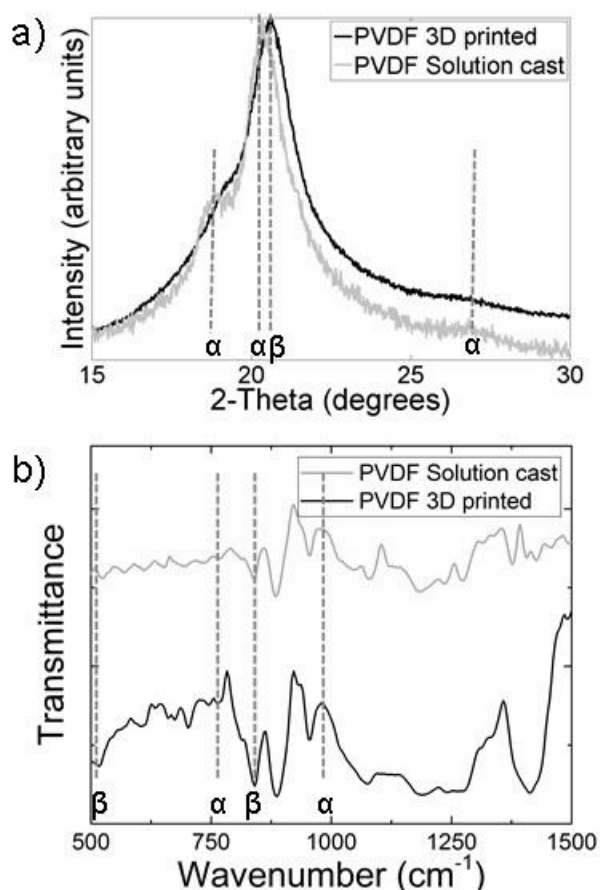 a)
Intensity (arbitrary units)
PVDF 3D printed
PVDF Solution cast
α α β α
15 20 25 30
2-Theta (degrees)
b)
Transmittance
PVDF Solution cast
PVDF 3D printed
β α β α
500 750 1000 1250 1500
Wavenumber (cm⁻¹)